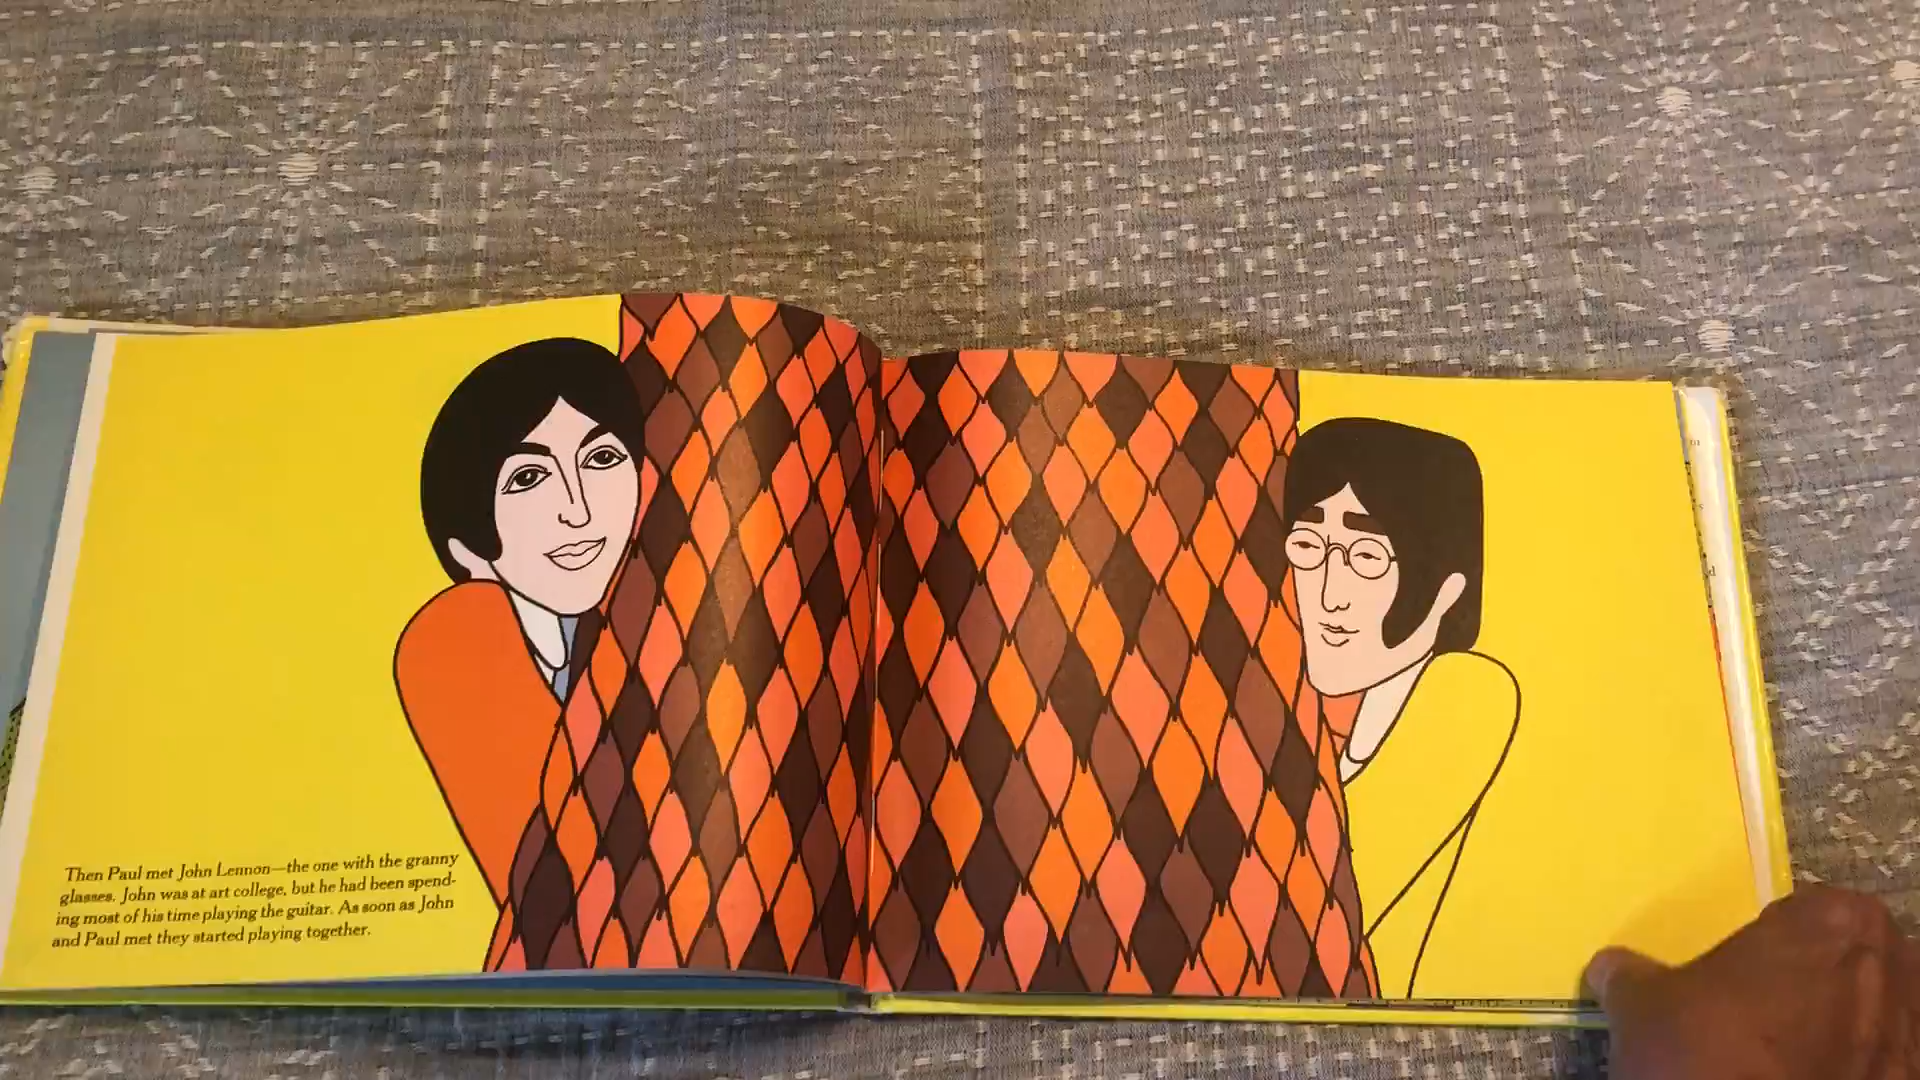 Then Paul met John Lennon—the one with the granny
glasses. John was at art college, but he had been spend-
ing most of his time playing the guitar. As soon as John
and Paul met they started playing together.